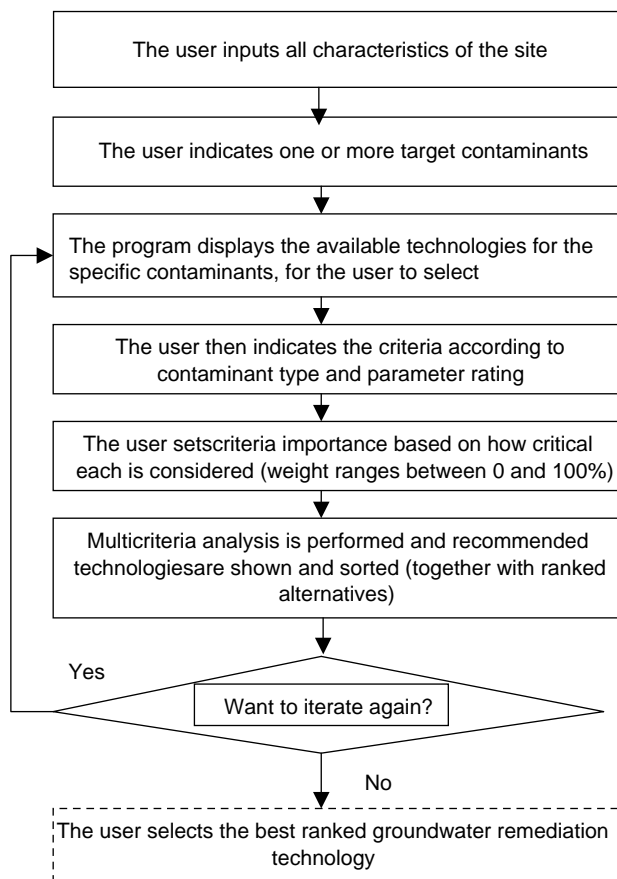 The user inputs all characteristics of the site
The user indicates one or more target contaminants
The program displays the available technologies for the
specific contaminants, for the user to select
The user then indicates the criteria according to
contaminant type and parameter rating
The user setscriteria importance based on how critical
each is considered (weight ranges between 0 and 100%)
Multicriteria analysis is performed and recommended
technologiesare shown and sorted (together with ranked
alternatives)
Yes
Want to iterate again?
No
The user selects the best ranked groundwater remediation
technology